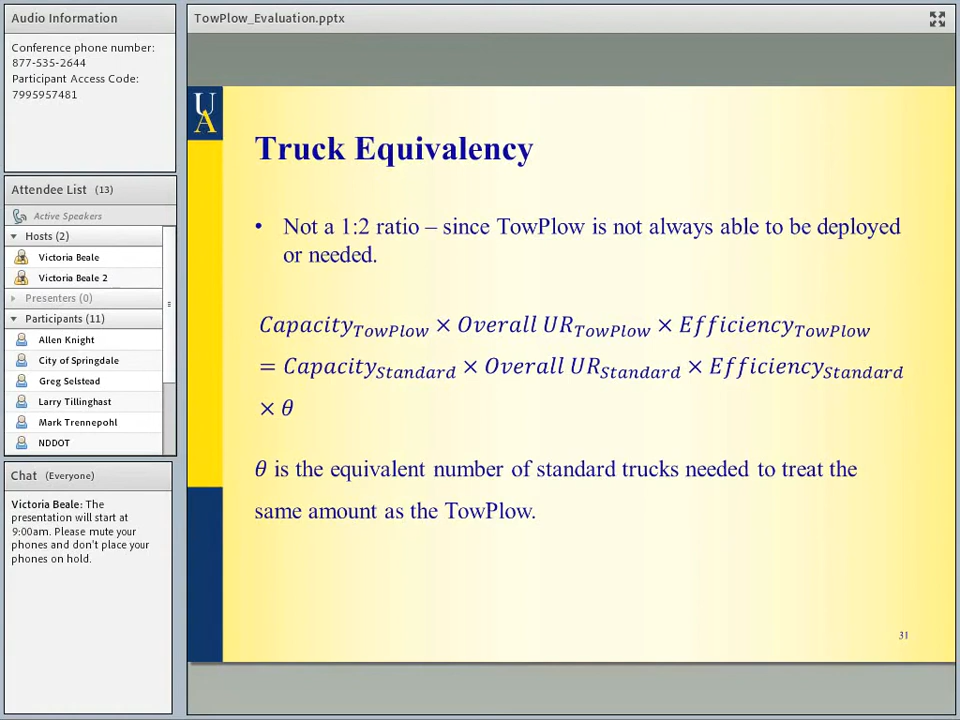 Audio Information
Conference phone number:
877-535-2644
Participant Access Code:
7995957481
Attendee List (13)
Active Speakers
Hosts (2)
Victoria Beale
Victoria Beale 2
Presenters (0)
Participants (11)
Allen Knight
City of Springdale
Greg Selstead
Larry Tillinghast
Mark Trennepohl
NDDOT
Chat (Everyone)
Victoria Beale: The
presentation will start at
9:00am. Please mute your
phones and don't place your
phones on hold.
TowPlow_Evaluation.pptx
UA
Truck Equivalency
• Not a 1:2 ratio – since TowPlow is not always able to be deployed
or needed.
Capacity_TowPlow × Overall UR_TowPlow × Efficiency_TowPlow
= Capacity_Standard × Overall UR_Standard × Efficiency_Standard
× θ
θ is the equivalent number of standard trucks needed to treat the
same amount as the TowPlow.
31